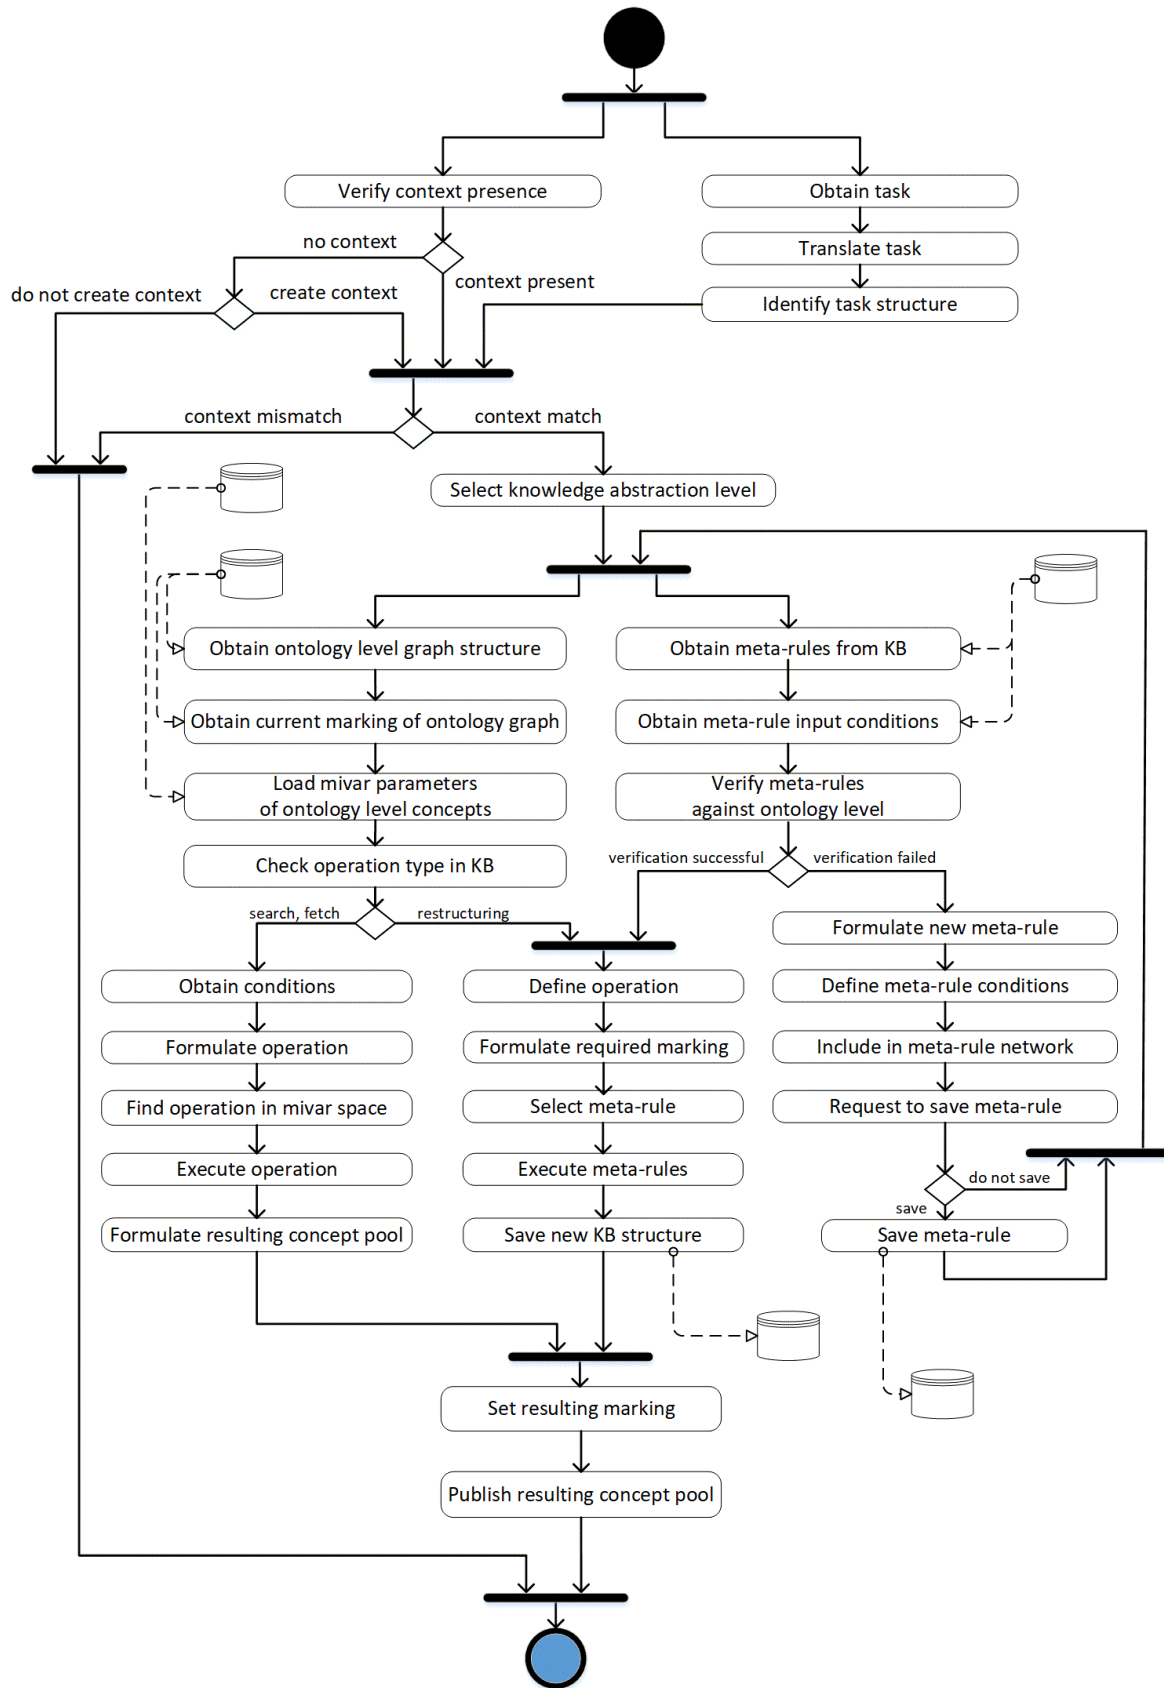 Verify context presence
Obtain task
no context
Translate task
context present
do not create context
create context
Identify task structure
context mismatch
context match
Select knowledge abstraction level
Obtain ontology level graph structure
Obtain meta-rules from KB
Obtain current marking of ontology graph
Obtain meta-rule input conditions
Load mivar parameters
of ontology level concepts
Verify meta-rules
against ontology level
Check operation type in KB
verification successful
verification failed
search, fetch
restructuring
Formulate new meta-rule
Obtain conditions
Define operation
Define meta-rule conditions
Formulate operation
Formulate required marking
Include in meta-rule network
Find operation in mivar space
Select meta-rule
Request to save meta-rule
Execute operation
Execute meta-rules
do not save
save
Formulate resulting concept pool
Save new KB structure
Save meta-rule
Set resulting marking
Publish resulting concept pool